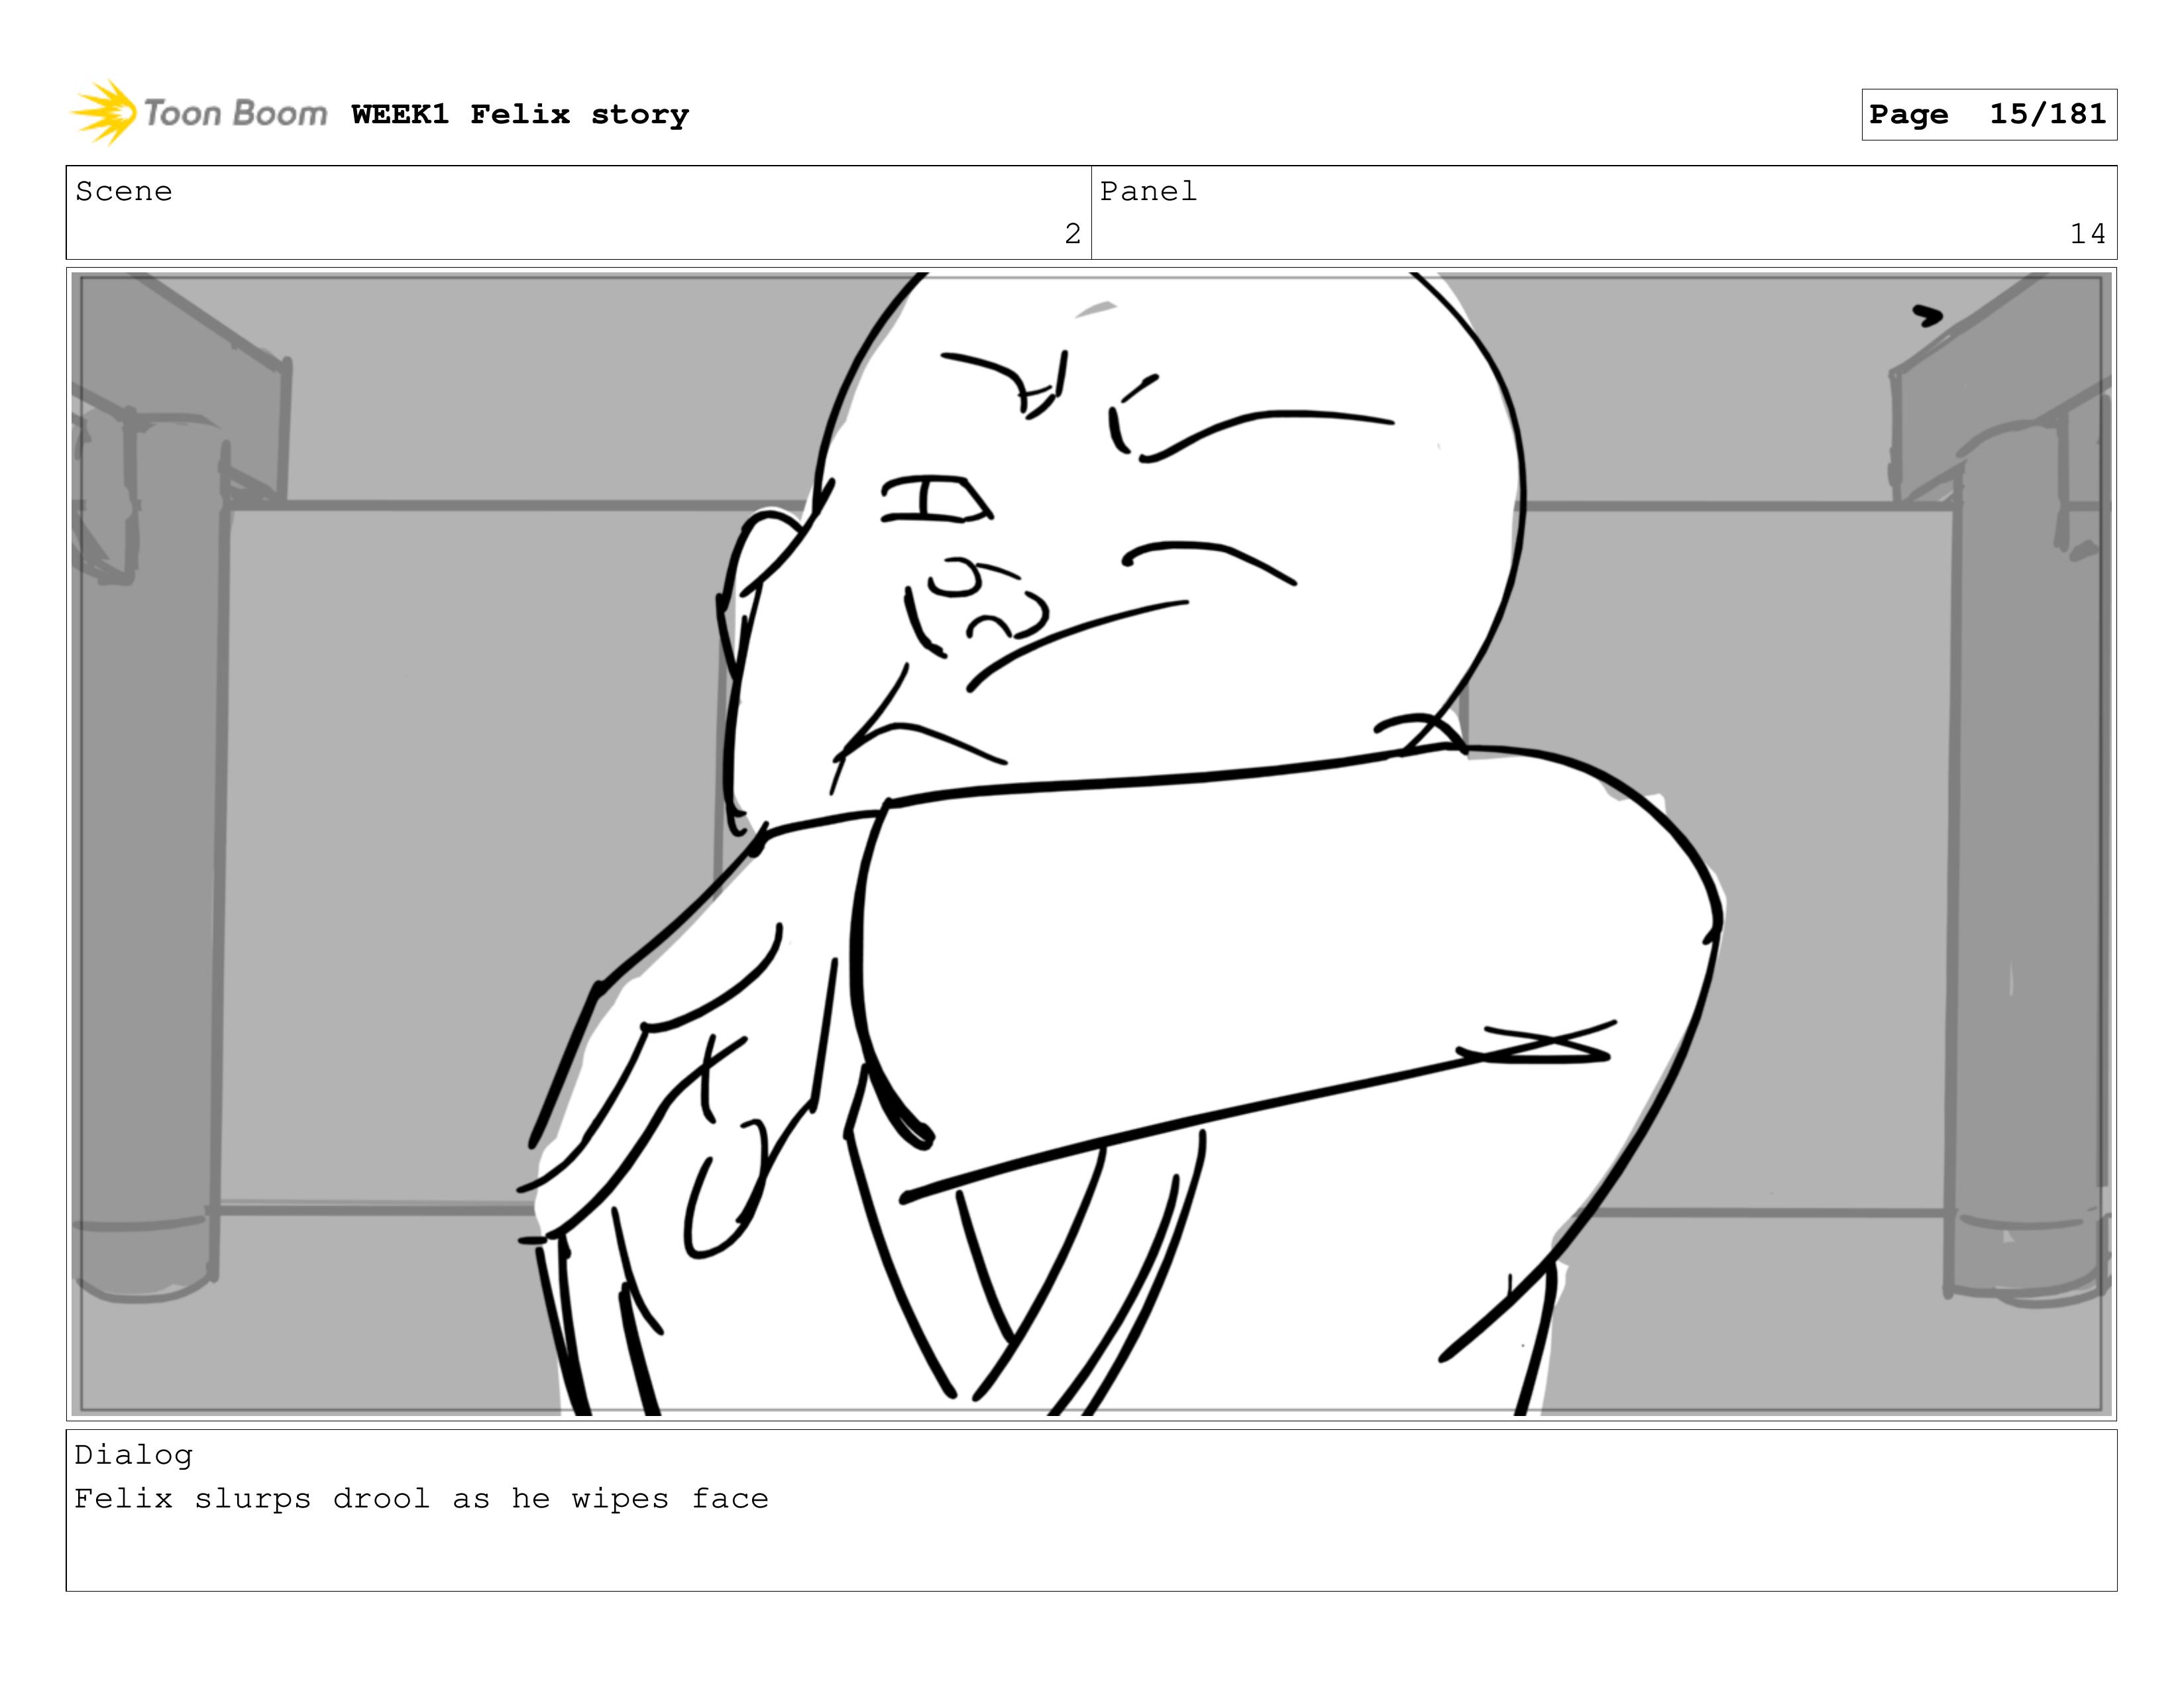 Toon Boom WEEK1 Felix story
Page 15/181
Scene
2
Panel
14
Dialog
Felix slurps drool as he wipes face